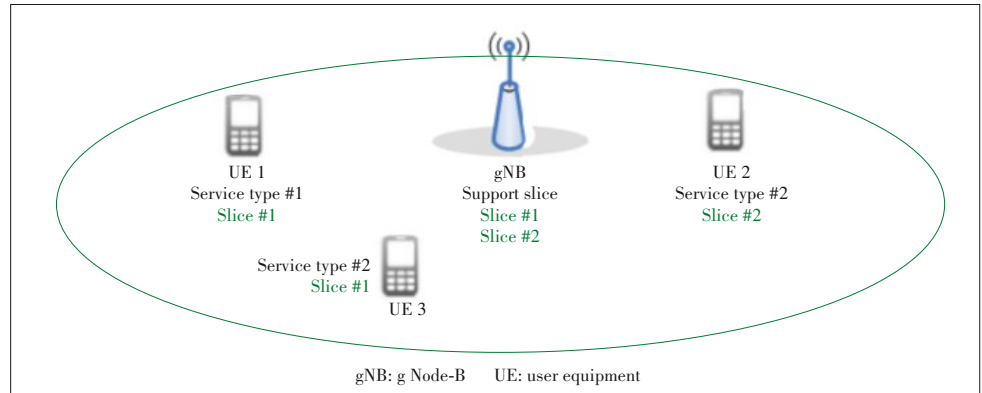 UE 1
Service type #1
Slice #1
gNB
Support slice
Slice #1
Slice #2
UE 2
Service type #2
Slice #2
Service type #2
Slice #1
UE 3
gNB: g Node-B UE: user equipment